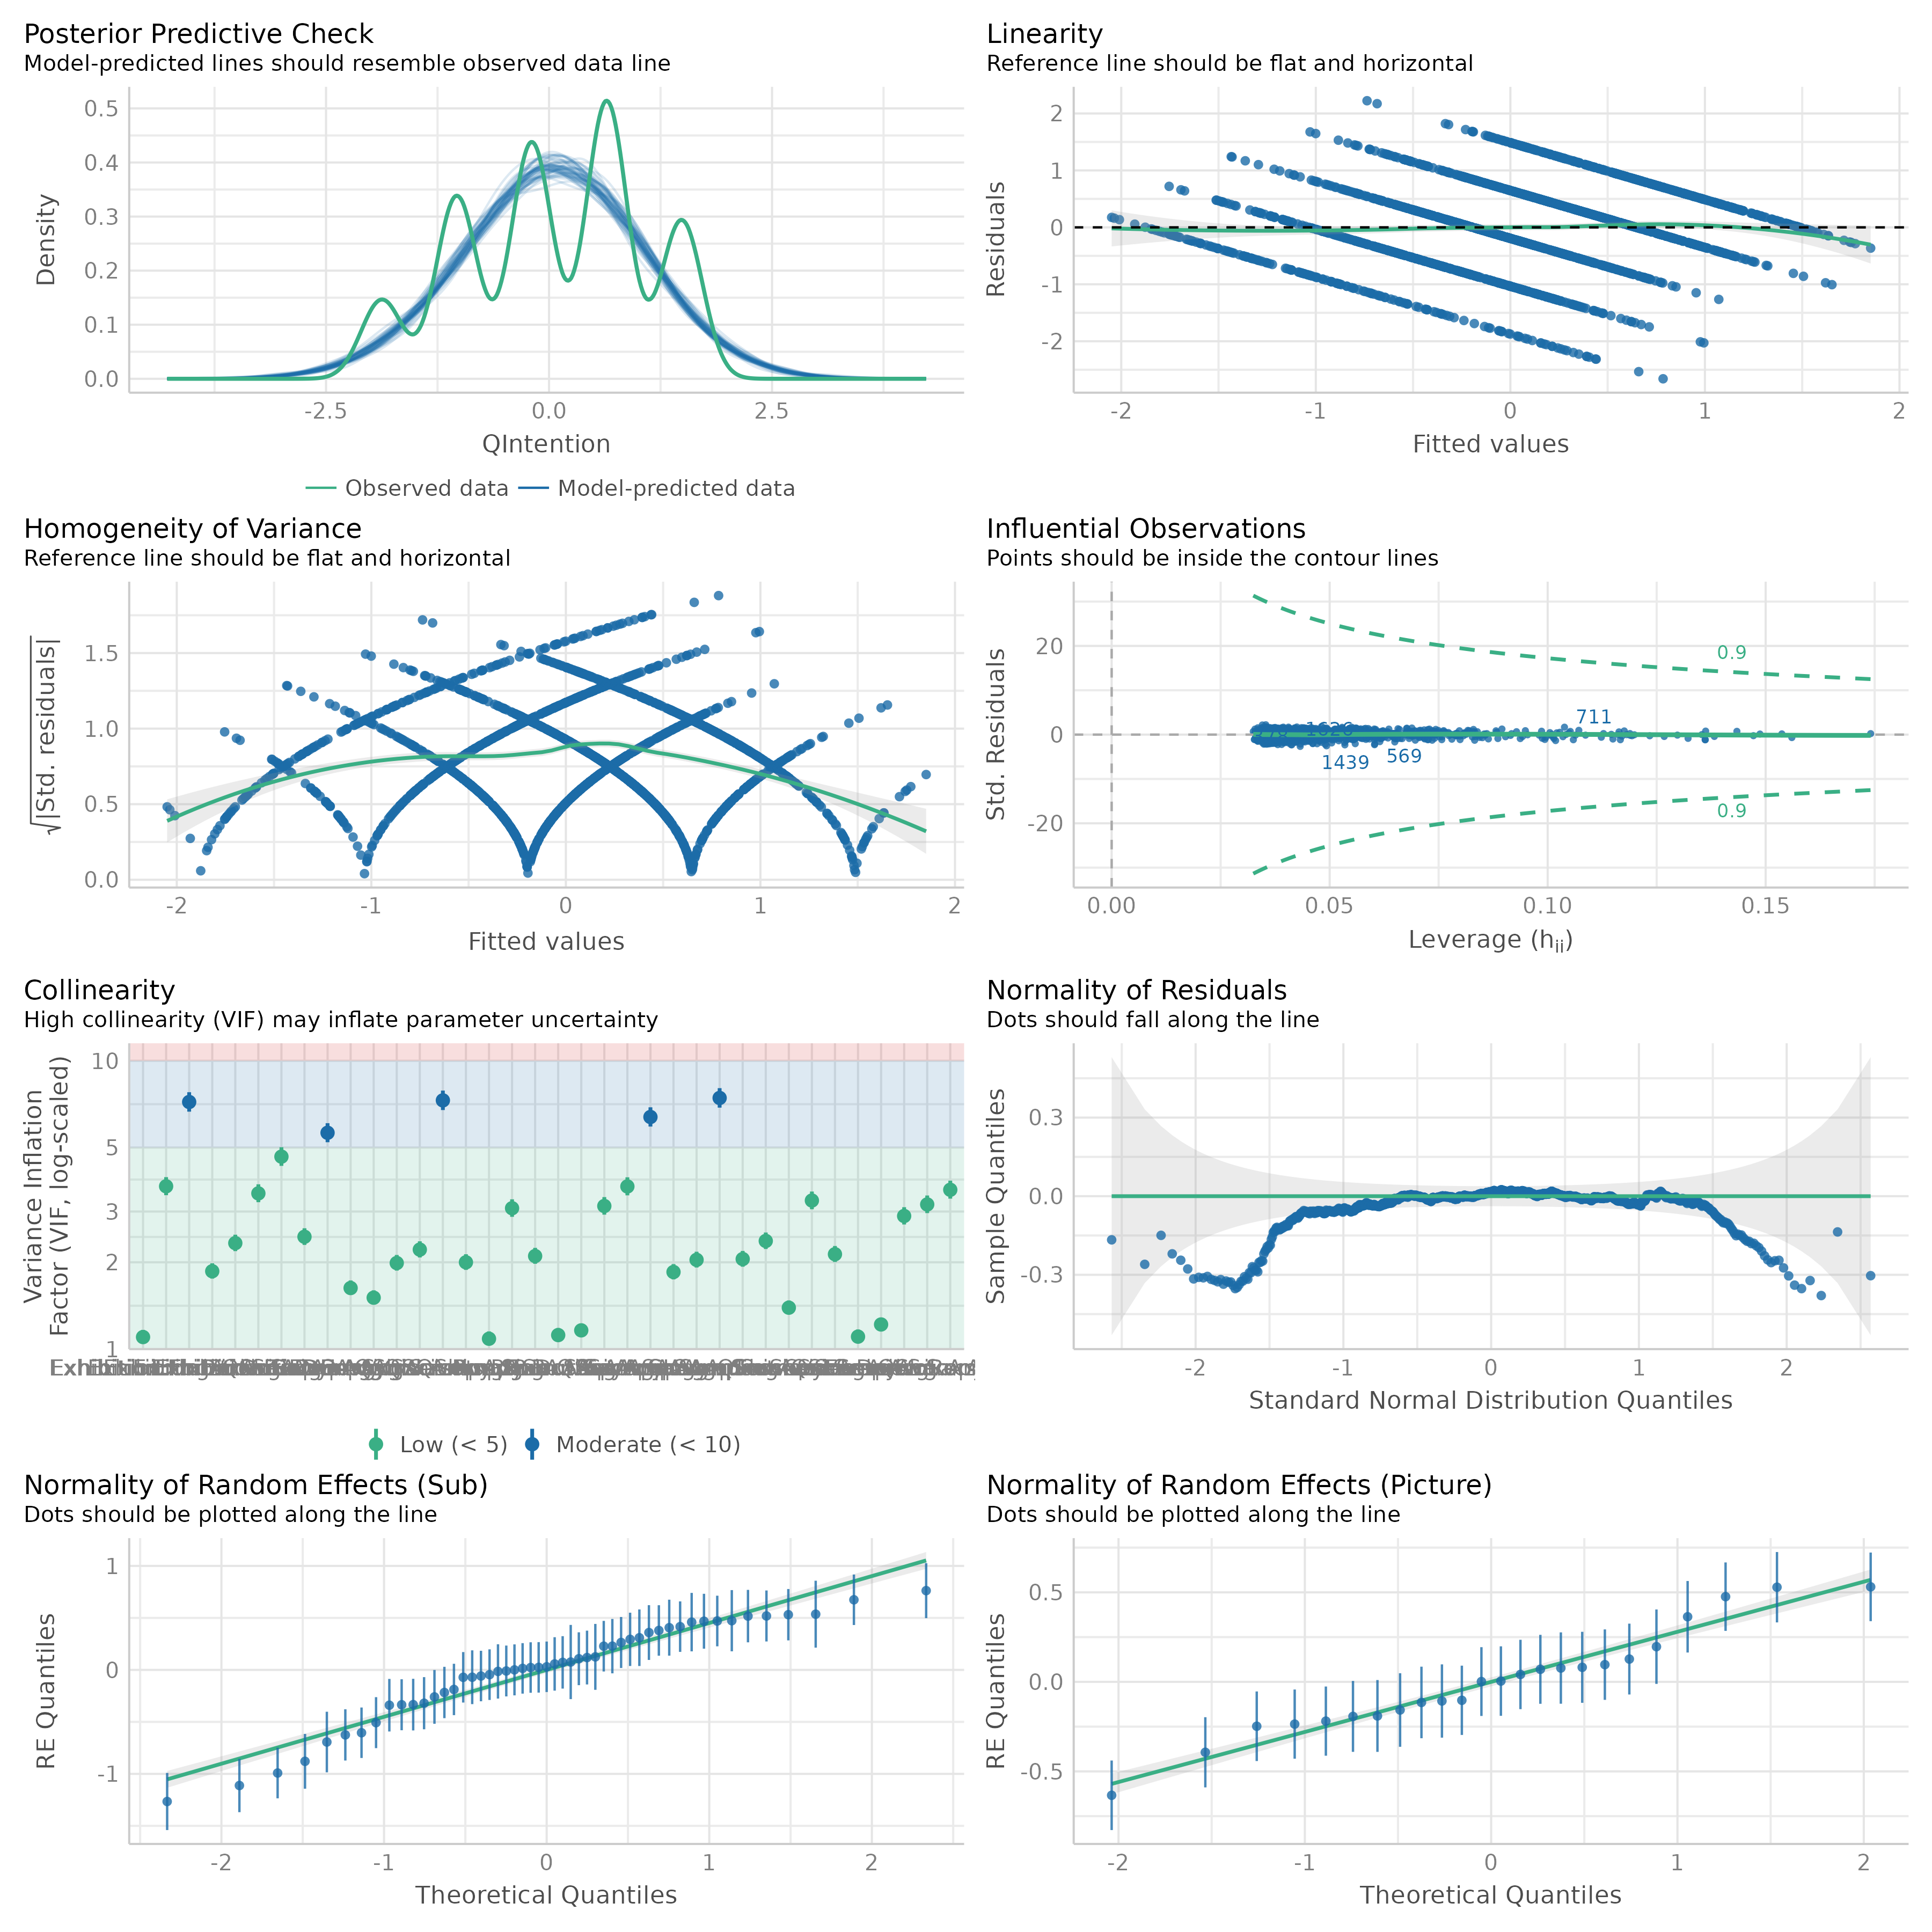 Posterior Predictive Check
Model-predicted lines should resemble observed data line
Density
0.5
0.4
0.3
0.2
0.1
0.0
-2.5
0.0
2.5
QIntention
Observed data
Model-predicted data
Linearity
Reference line should be flat and horizontal
Residuals
2
1
0
-1
-2
-2
-1
0
1
2
Fitted values
Homogeneity of Variance
Reference line should be flat and horizontal
√|Std. residuals|
1.5
1.0
0.5
0.0
-2
-1
0
1
2
Fitted values
Influential Observations
Points should be inside the contour lines
Std. Residuals
20
0
-20
0.9
711
1439
569
0.9
0.00
0.05
0.10
0.15
Leverage (hii)
Collinearity
High collinearity (VIF) may inflate parameter uncertainty
Variance Inflation
Factor (VIF, log-scaled)
10
5
3
2
1
Low (< 5)
Moderate (< 10)
Normality of Residuals
Dots should fall along the line
Sample Quantiles
0.3
0.0
-0.3
-2
-1
0
1
2
Standard Normal Distribution Quantiles
Normality of Random Effects (Sub)
Dots should be plotted along the line
RE Quantiles
1
0
-1
-2
-1
0
1
2
Theoretical Quantiles
Normality of Random Effects (Picture)
Dots should be plotted along the line
RE Quantiles
0.5
0.0
-0.5
-2
-1
0
1
2
Theoretical Quantiles